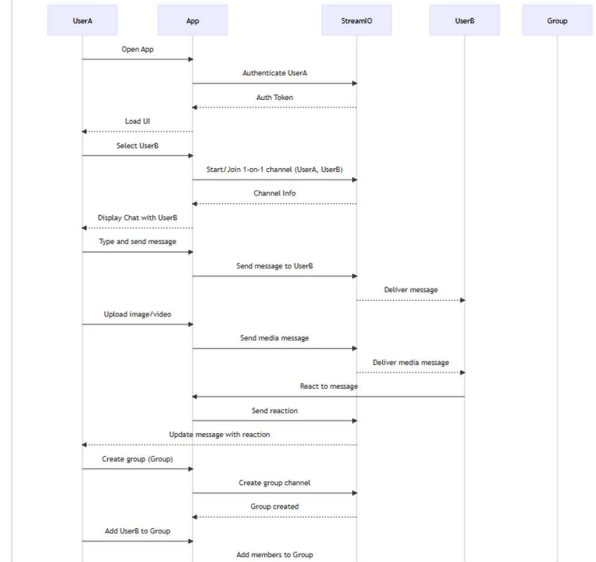 UserA App StreamIO UserB Group
Open App
Authenticate UserA
Auth Token
Load UI
Select UserB
Start/Join 1-on-1 channel (UserA, UserB)
Channel Info
Display Chat with UserB
Type and send message
Send message to UserB
Deliver message
Upload image/video
Send media message
Deliver media message
React to message
Send reaction
Update message with reaction
Create group (Group)
Create group channel
Group created
Add UserB to Group
Add members to Group